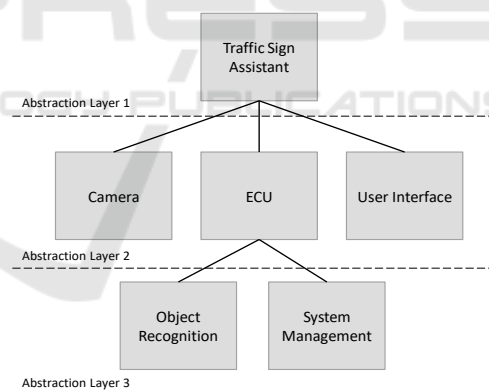 Traffic Sign
Assistant
Abstraction Layer 1
Camera
ECU
User Interface
Abstraction Layer 2
Object
Recognition
System
Management
Abstraction Layer 3